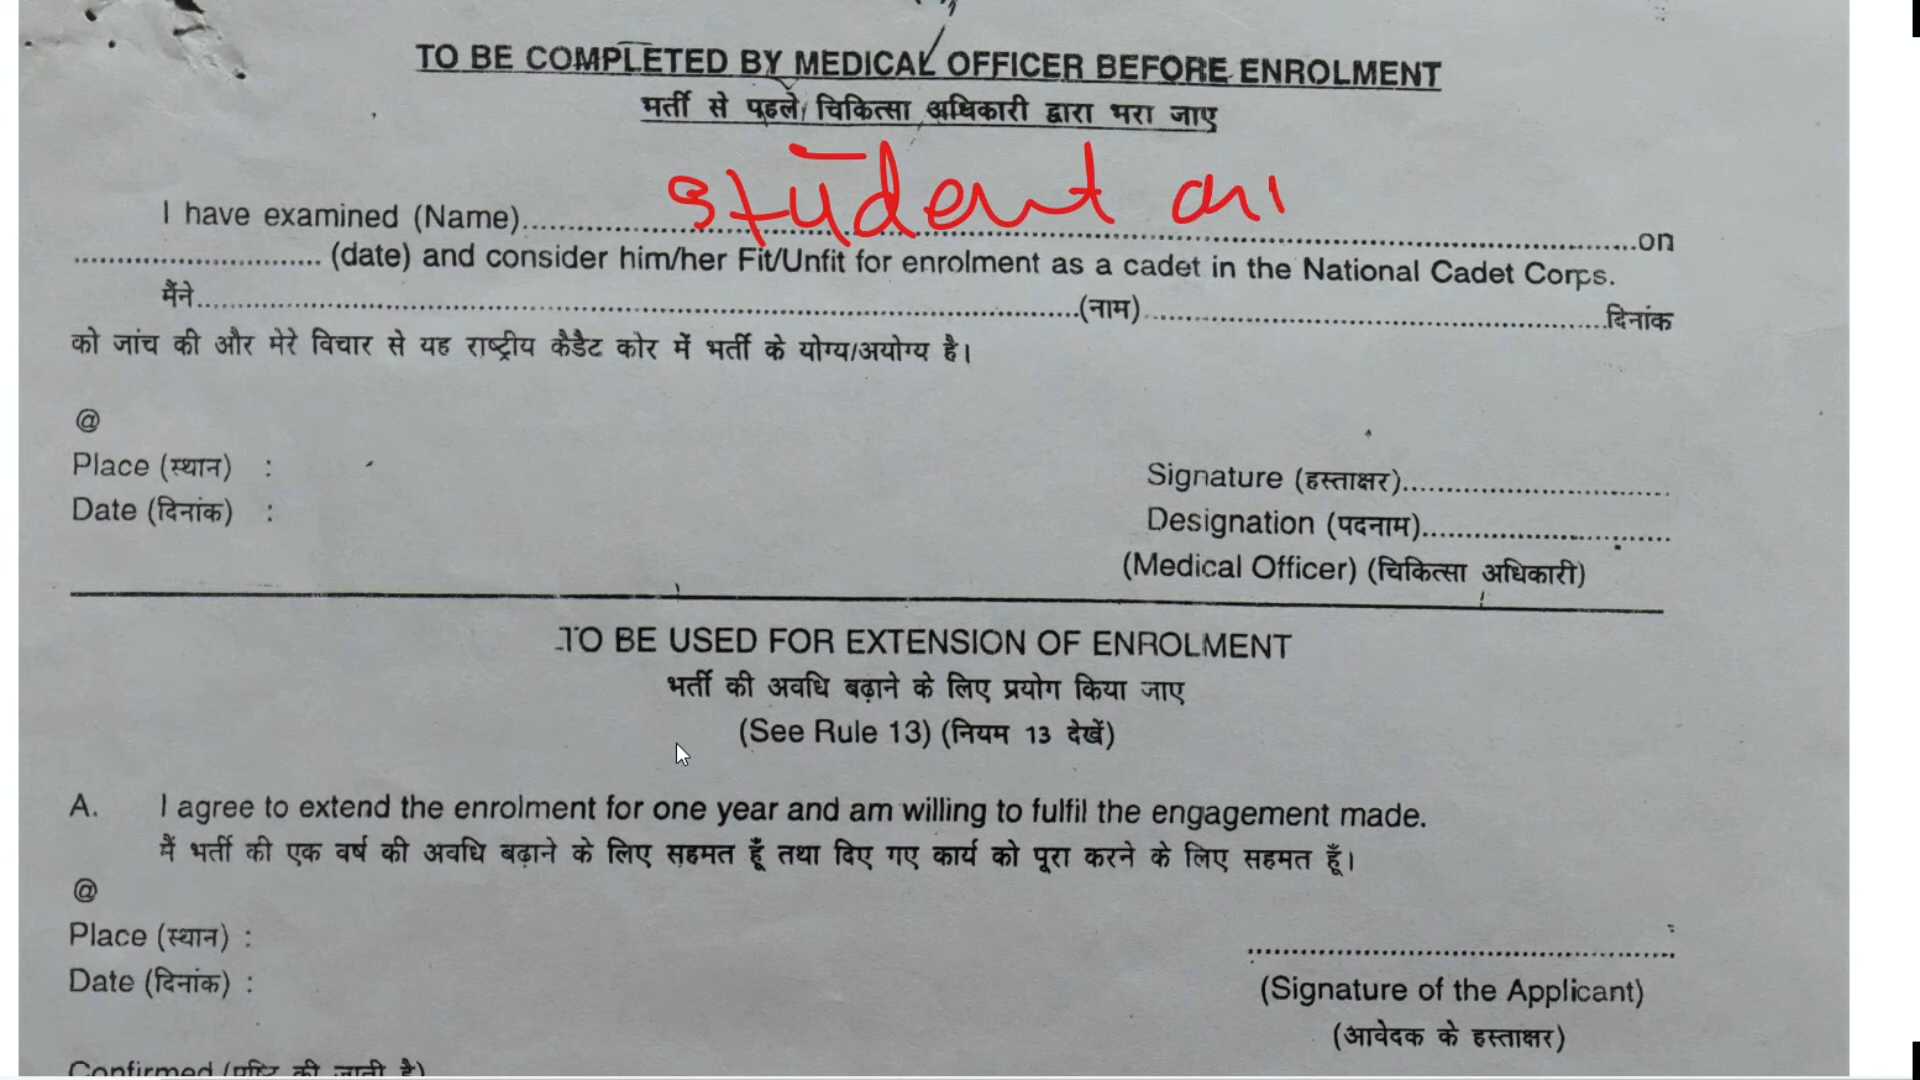 TO BE COMPLETED BY MEDICAL OFFICER BEFORE ENROLMENT
भर्ती से पहले चिकित्सा अधिकारी द्वारा भरा जाए
student
I have examined (Name)..........on
.......... (date) and consider him/her Fit/Unfit for enrolment as a cadet in the National Cadet Corps.
मैंने..........(नाम)..........दिनांक
को जांच की और मेरे विचार से यह राष्ट्रीय कैडैट कोर में भर्ती के योग्य/अयोग्य है।
@
Place (स्थान) :
Date (दिनांक) :
Signature (हस्ताक्षर)..........
Designation (पदनाम)..........
(Medical Officer) (चिकित्सा अधिकारी)
TO BE USED FOR EXTENSION OF ENROLMENT
भर्ती की अवधि बढ़ाने के लिए प्रयोग किया जाए
(See Rule 13) (नियम 13 देखें)
A. I agree to extend the enrolment for one year and am willing to fulfil the engagement made.
मैं भर्ती की एक वर्ष की अवधि बढ़ाने के लिए सहमत हूँ तथा दिए गए कार्य को पूरा करने के लिए सहमत हूँ।
@
Place (स्थान) :
Date (दिनांक) :
(Signature of the Applicant)
(आवेदक के हस्ताक्षर)
Confirmed (पुष्टि की जाती है)